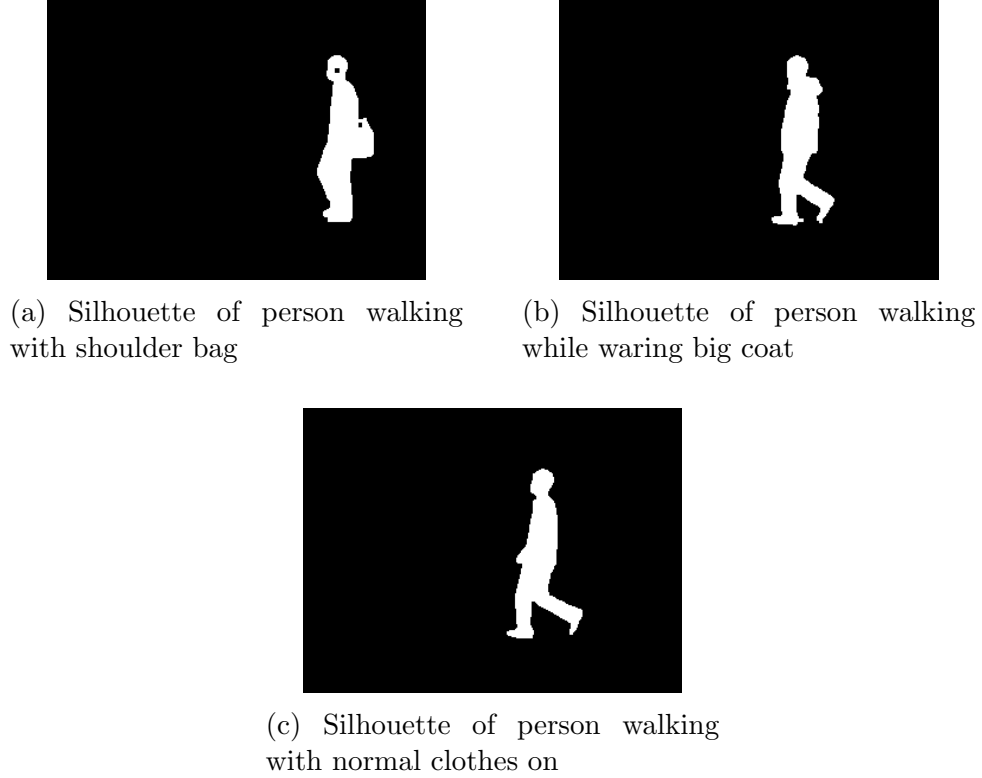 (a) Silhouette of person walking
with shoulder bag
(b) Silhouette of person walking
while waring big coat
(c) Silhouette of person walking
with normal clothes on